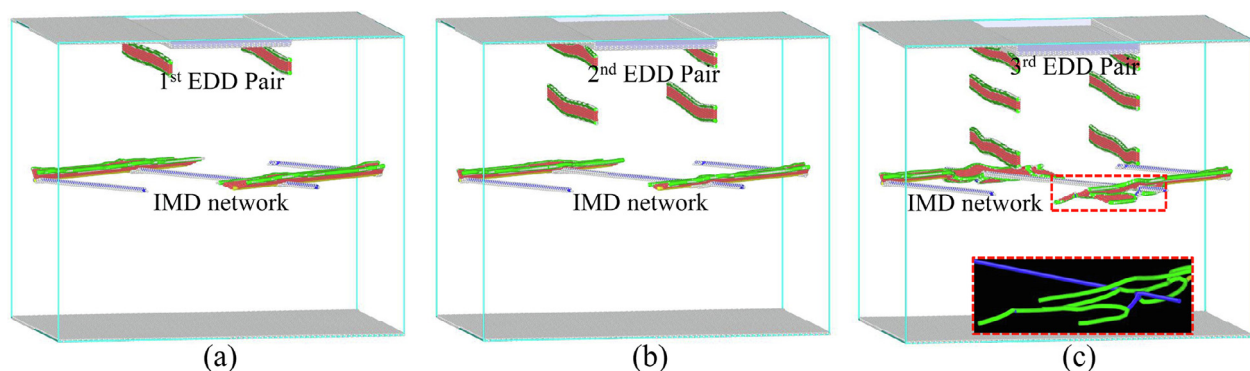 1st EDD Pair
IMD network
(a)
2nd EDD Pair
IMD network
(b)
3rd EDD Pair
IMD network
(c)